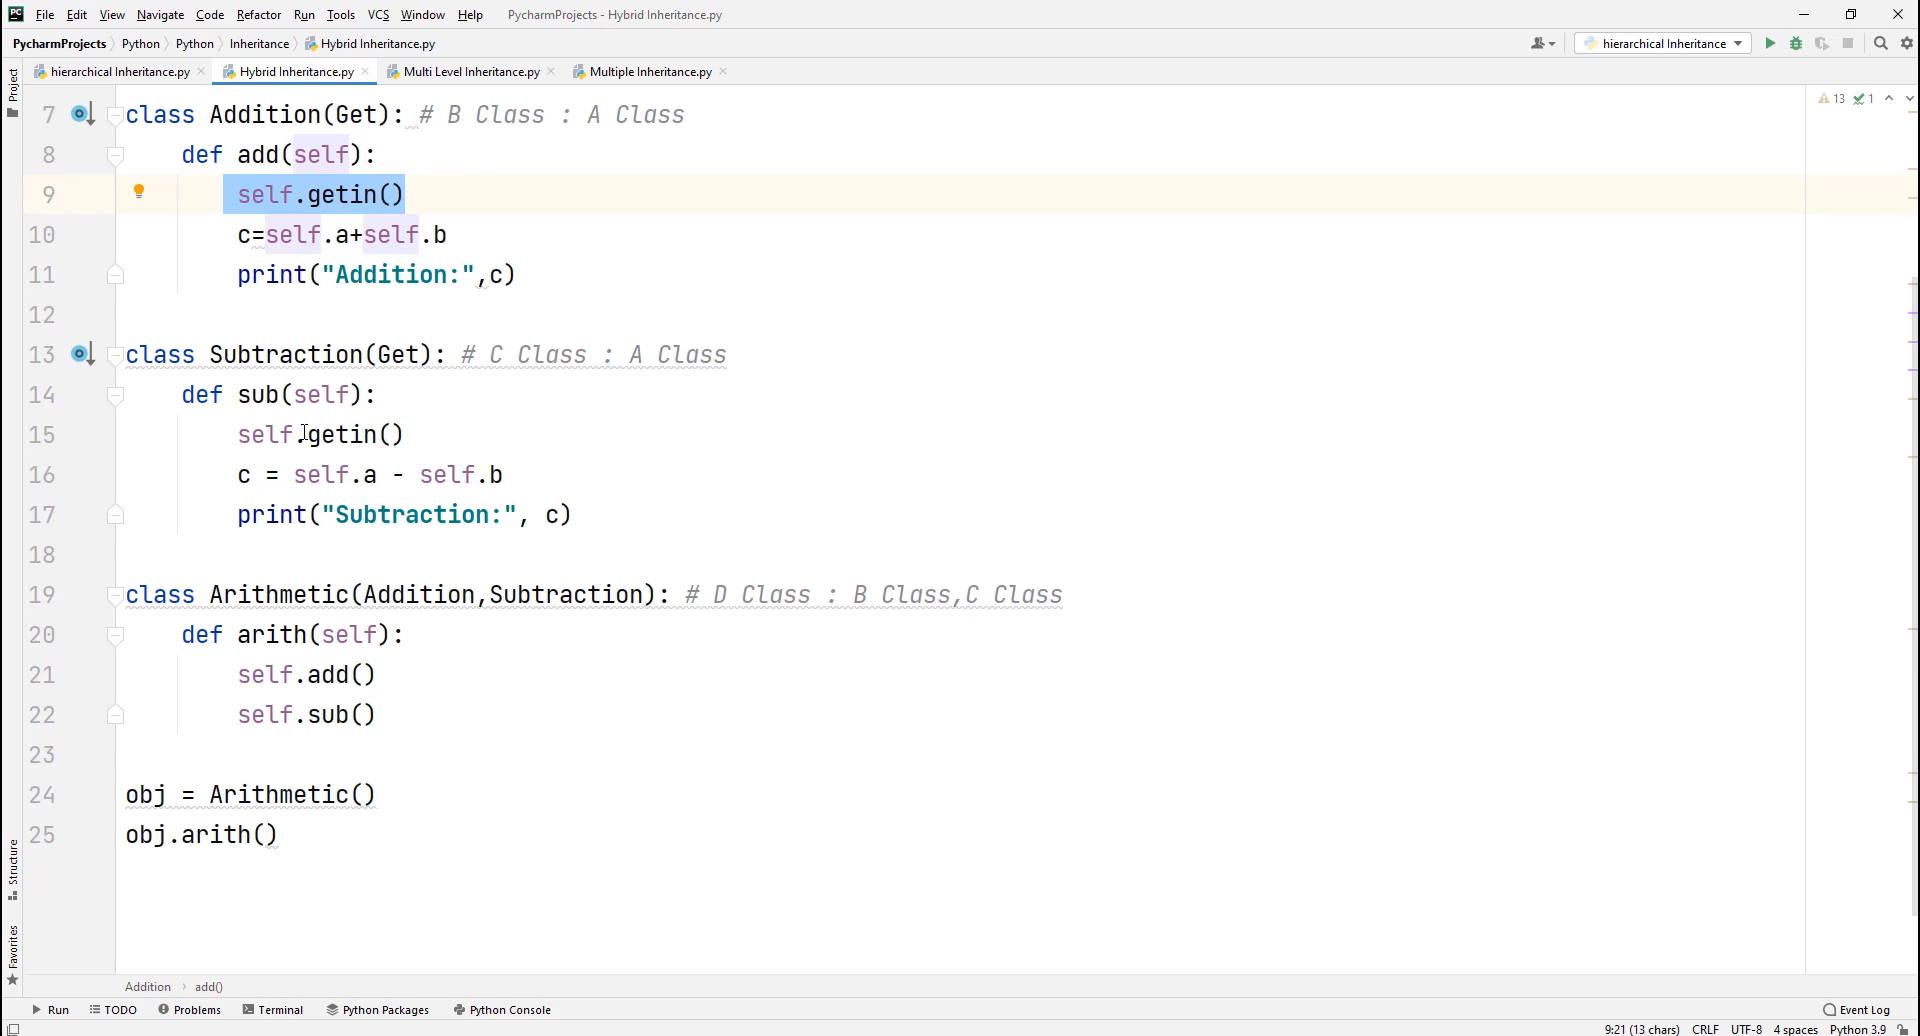 File Edit View Navigate Code Refactor Run Tools VCS Window Help PycharmProjects - Hybrid Inheritance.py
PycharmProjects Python Python Inheritance Hybrid Inheritance.py hierarchical Inheritance
Project
hierarchical Inheritance.py Hybrid Inheritance.py Multi Level Inheritance.py Multiple Inheritance.py
13 1
7 class Addition(Get): # B Class : A Class
8 def add(self):
9 self.getin()
10 c=self.a+self.b
11 print("Addition:",c)
12
13 class Subtraction(Get): # C Class : A Class
14 def sub(self):
15 self.getin()
16 c = self.a - self.b
17 print("Subtraction:", c)
18
19 class Arithmetic(Addition,Subtraction): # D Class : B Class,C Class
20 def arith(self):
21 self.add()
22 self.sub()
23
24 obj = Arithmetic()
25 obj.arith()
Structure
Favorites
Addition add()
Run TODO Problems Terminal Python Packages Python Console Event Log
9:21 (13 chars) CRLF UTF-8 4 spaces Python 3.9